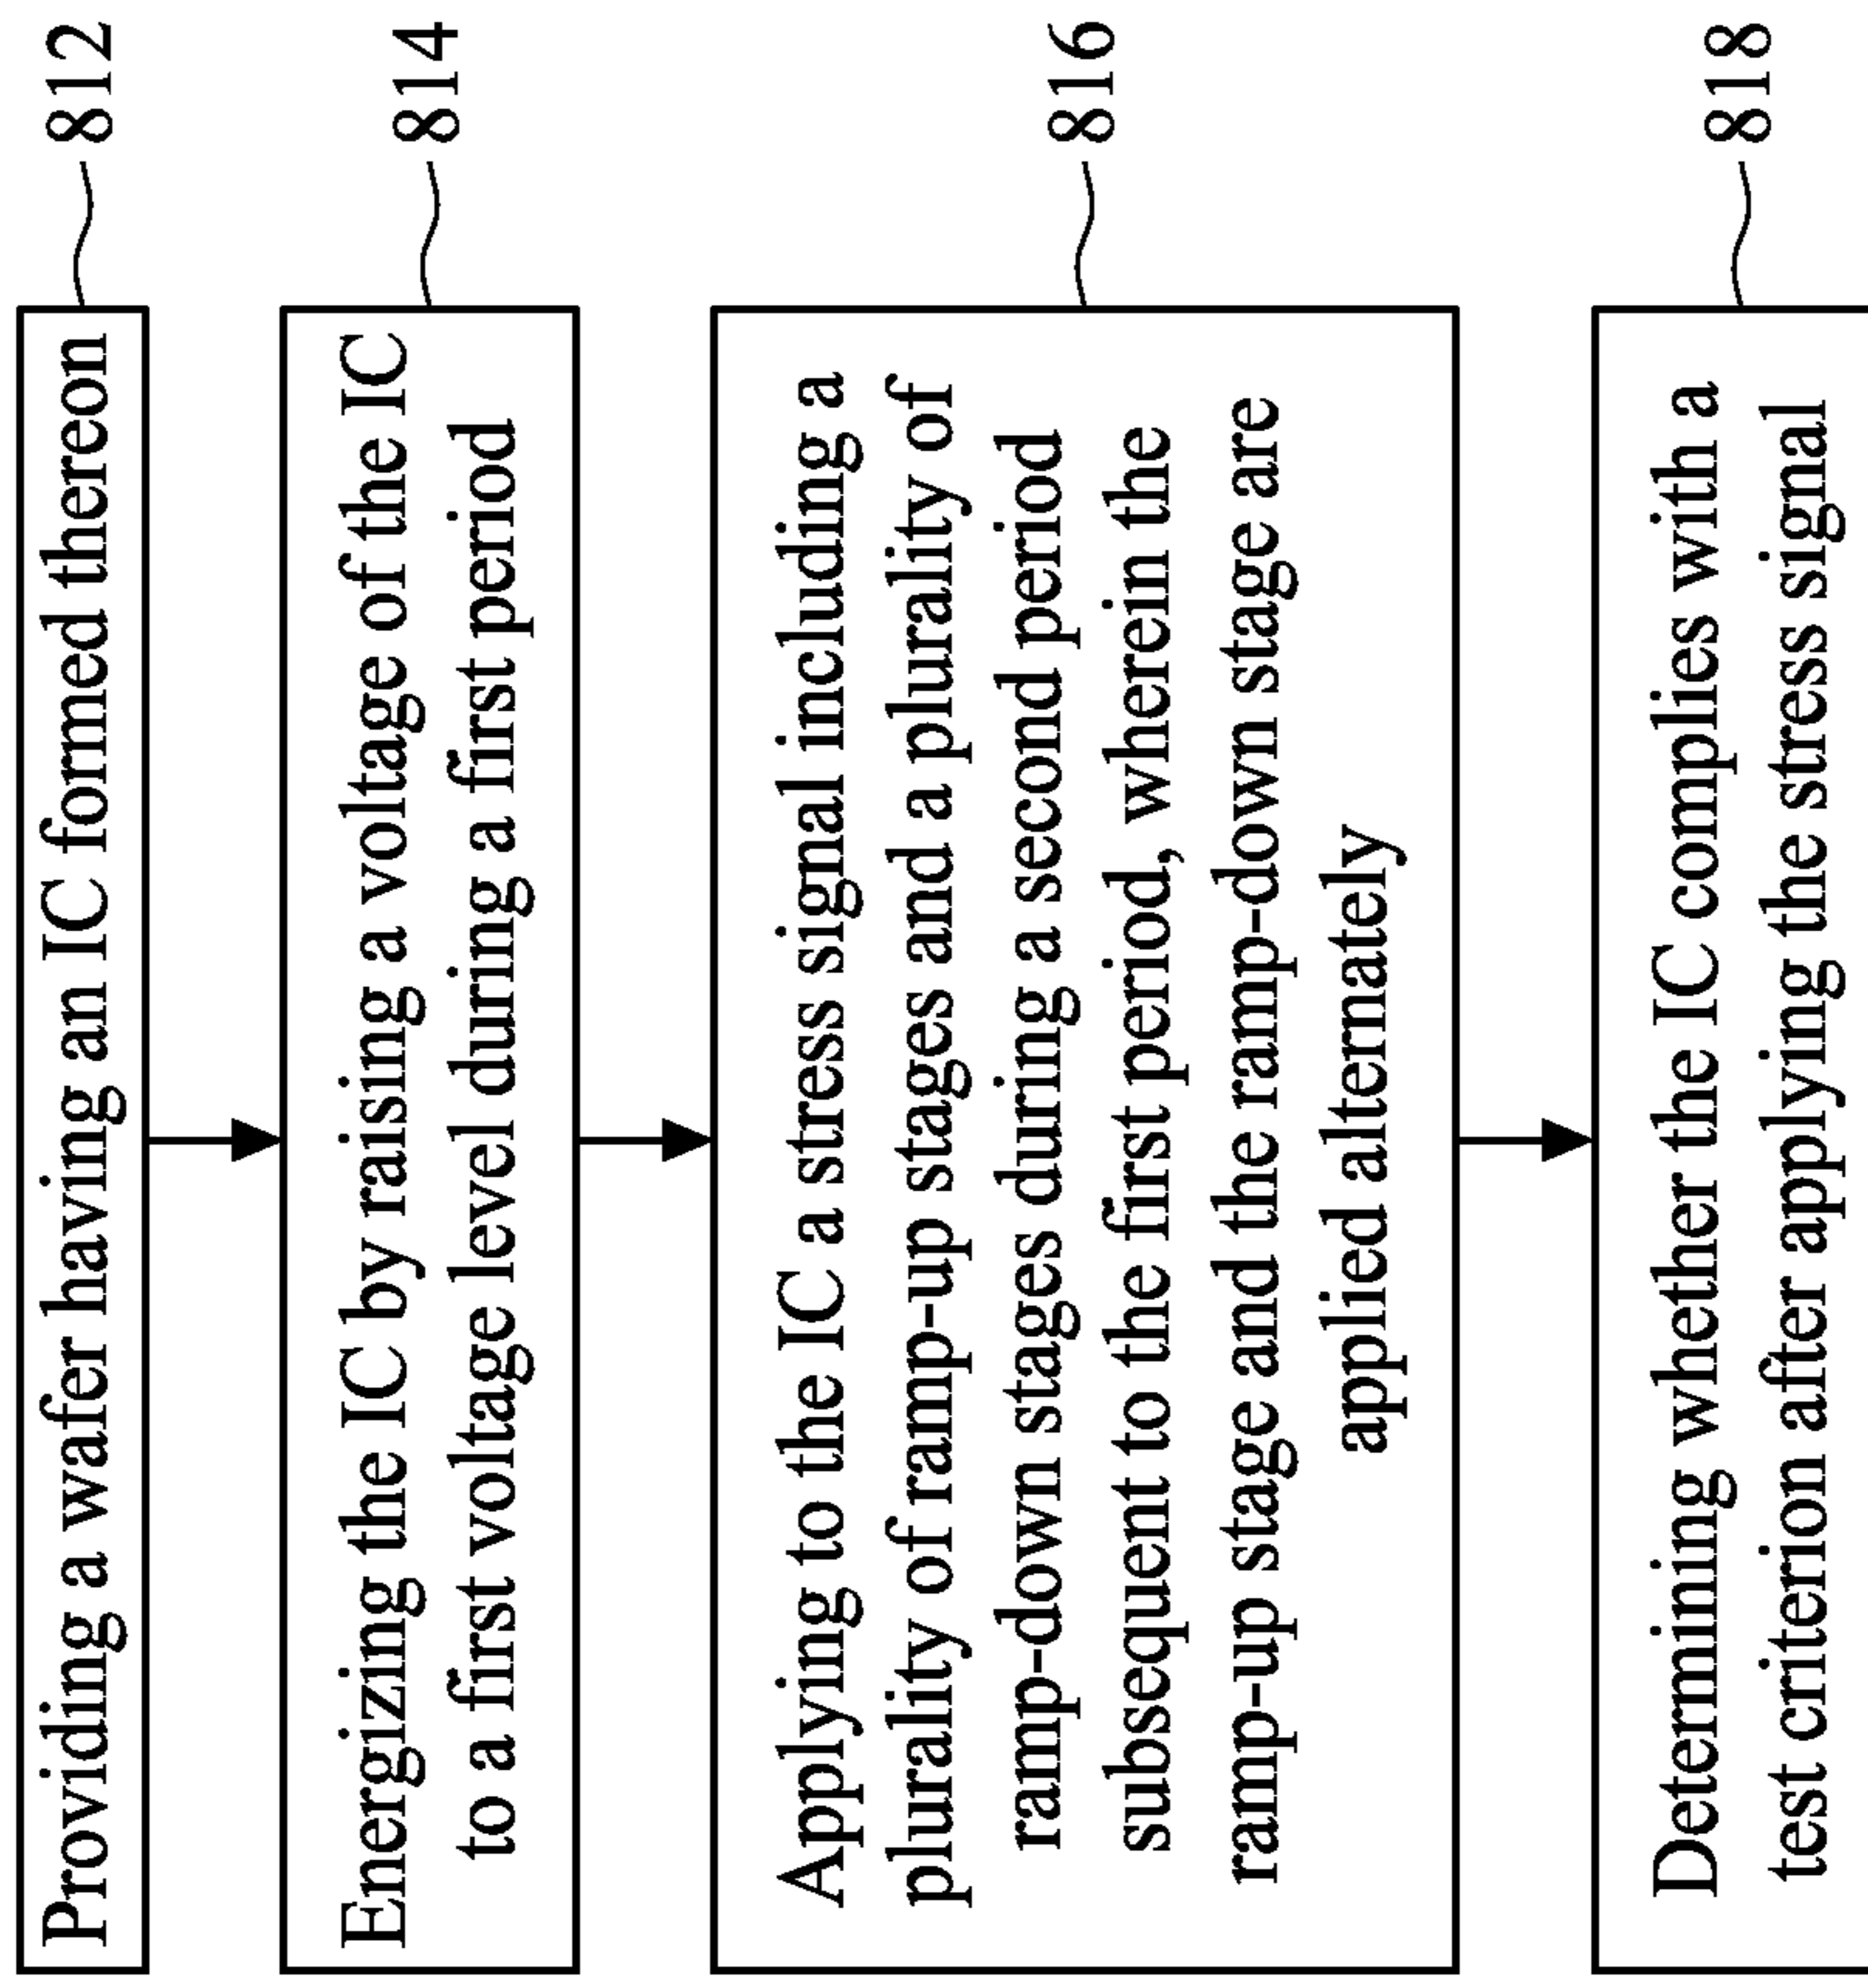 Providing a wafer having an IC formed thereon
812
Energizing the IC by raising a voltage of the IC
to a first voltage level during a first period
814
Applying to the IC a stress signal including a
plurality of ramp-up stages and a plurality of
ramp-down stages during a second period
subsequent to the first period, wherein the
ramp-up stage and the ramp-down stage are
applied alternately
816
Determining whether the IC complies with a
test criterion after applying the stress signal
818